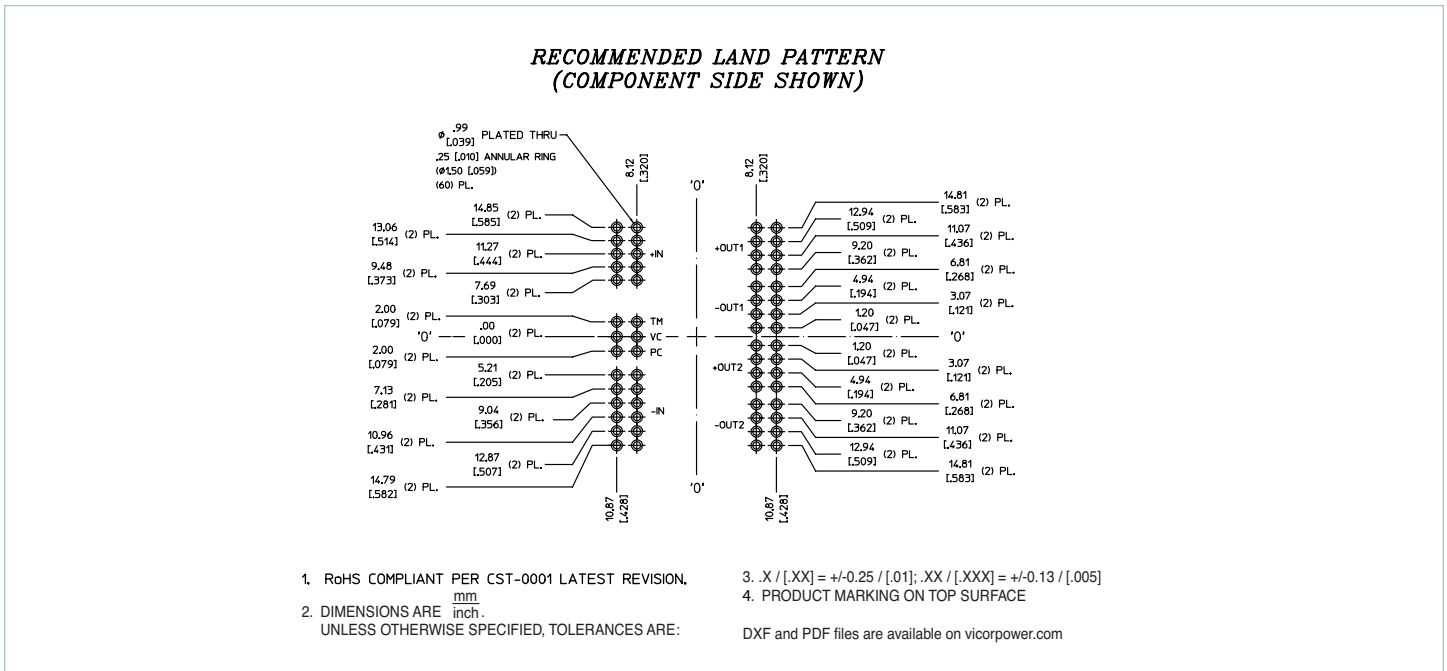 RECOMMENDED LAND PATTERN
(COMPONENT SIDE SHOWN)
ø .99 [.039] PLATED THRU
.25 [.010] ANNULAR RING
(ø1.50 [.059])
(60) PL.
8.12
[.320]
8.12
[.320]
'0'
14.85
[.585] (2) PL.
13.06
[.514] (2) PL.
11.27
[.444] (2) PL.
9.48
[.373] (2) PL.
7.69
[.303] (2) PL.
2.00
[.079] (2) PL.
'0'
.00
[.000] (2) PL.
2.00
[.079] (2) PL.
5.21
[.205] (2) PL.
7.13
[.281] (2) PL.
9.04
[.356] (2) PL.
10.96
[.431] (2) PL.
12.87
[.507] (2) PL.
14.79
[.582] (2) PL.
+IN
TM
VC
PC
-IN
10.87
[.428]
+OUT1
-OUT1
+OUT2
-OUT2
14.81
[.583] (2) PL.
12.94
[.509] (2) PL.
11.07
[.436] (2) PL.
9.20
[.362] (2) PL.
6.81
[.268] (2) PL.
4.94
[.194] (2) PL.
3.07
[.121] (2) PL.
1.20
[.047] (2) PL.
'0'
1.20
[.047] (2) PL.
3.07
[.121] (2) PL.
4.94
[.194] (2) PL.
6.81
[.268] (2) PL.
9.20
[.362] (2) PL.
11.07
[.436] (2) PL.
12.94
[.509] (2) PL.
14.81
[.583] (2) PL.
'0'
10.87
[.428]
1. RoHS COMPLIANT PER CST-0001 LATEST REVISION.
2. DIMENSIONS ARE mm
inch.
UNLESS OTHERWISE SPECIFIED, TOLERANCES ARE:
3. .X / [.XX] = +/-0.25 / [.01]; .XX / [.XXX] = +/-0.13 / [.005]
4. PRODUCT MARKING ON TOP SURFACE
DXF and PDF files are available on vicorpower.com